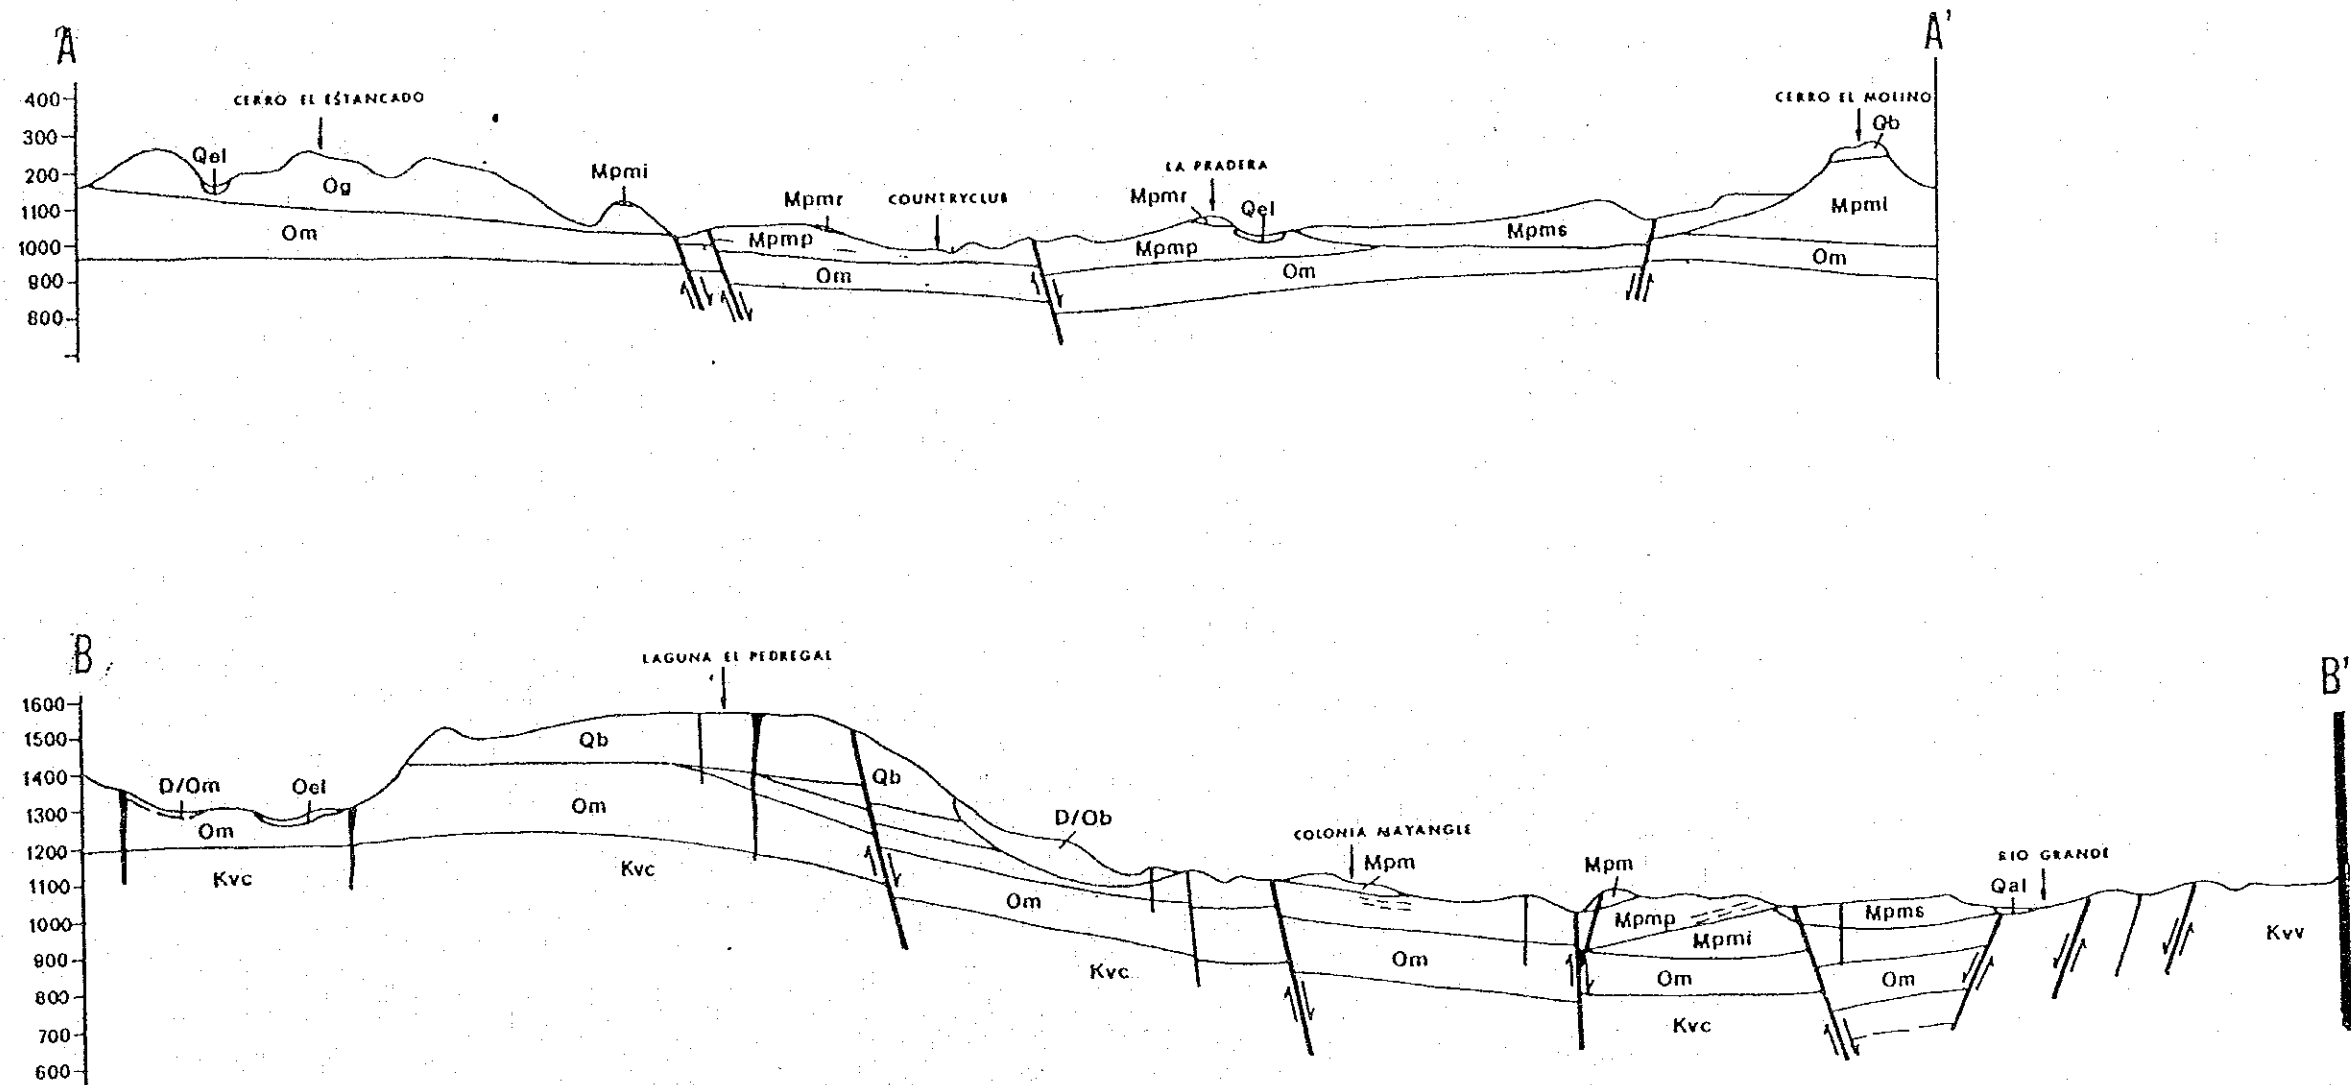 A
A'
400
300
200
1100
1000
900
800
CERRO EL ESTANCADO
Qel
Og
Om
Mpmi
Mpmr
Mpmp
COUNTRYCLUB
Om
LA PRADERA
Mpmr
Qel
Mpmp
Om
Mpms
CERRO EL MOLINO
Qb
Mpmi
Om
B
B'
1600
1500
1400
1300
1200
1100
1000
900
800
700
600
LAGUNA EL PEDREGAL
D/Om
Oel
Om
Kvc
Qb
Om
Kvc
Qb
D/Ob
Om
Kvc
COLONIA NAYANGLE
Mpm
Om
Mpm
Mpmp
Mpmi
Om
Kvc
Mpms
Om
RIO GRANDE
Qal
Kvv